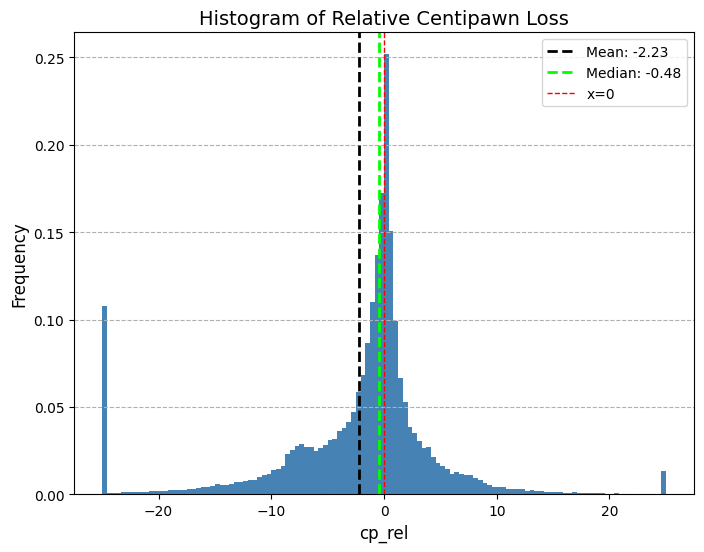 Histogram of Relative Centipawn Loss
Mean: -2.23
Median: -0.48
x=0
Frequency
0.25
0.20
0.15
0.10
0.05
0.00
−20
−10
0
10
20
cp_rel